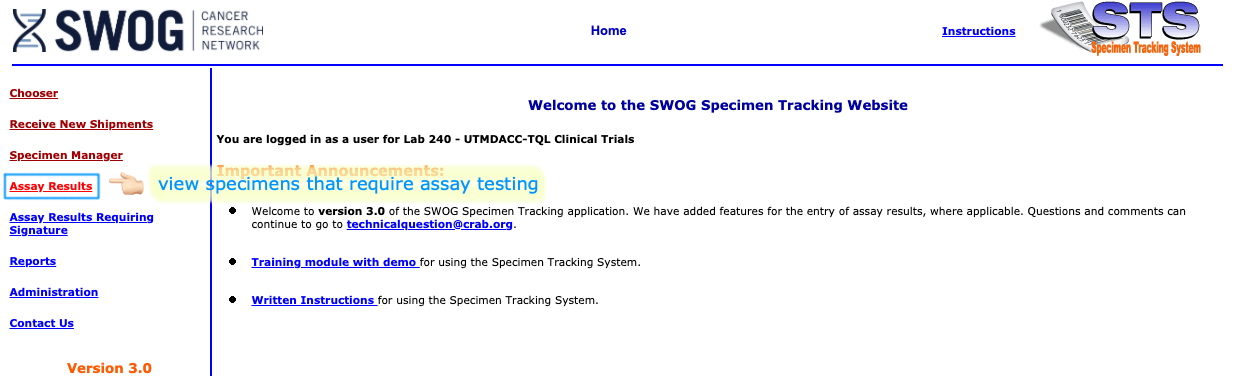 SWOG
CANCER
RESEARCH
NETWORK
Home
Instructions
STS
Specimen Tracking System
Chooser
Receive New Shipments
Specimen Manager
Assay Results
Assay Results Requiring
Signature
Reports
Administration
Contact Us
Version 3.0
Welcome to the SWOG Specimen Tracking Website
You are logged in as a user for Lab 240 - UTMDACC-TQL Clinical Trials
Important Announcements:
view specimens that require assay testing
Welcome to version 3.0 of the SWOG Specimen Tracking application. We have added features for the entry of assay results, where applicable. Questions and comments can
continue to go to technicalquestion@crab.org.
Training module with demo for using the Specimen Tracking System.
Written Instructions for using the Specimen Tracking System.